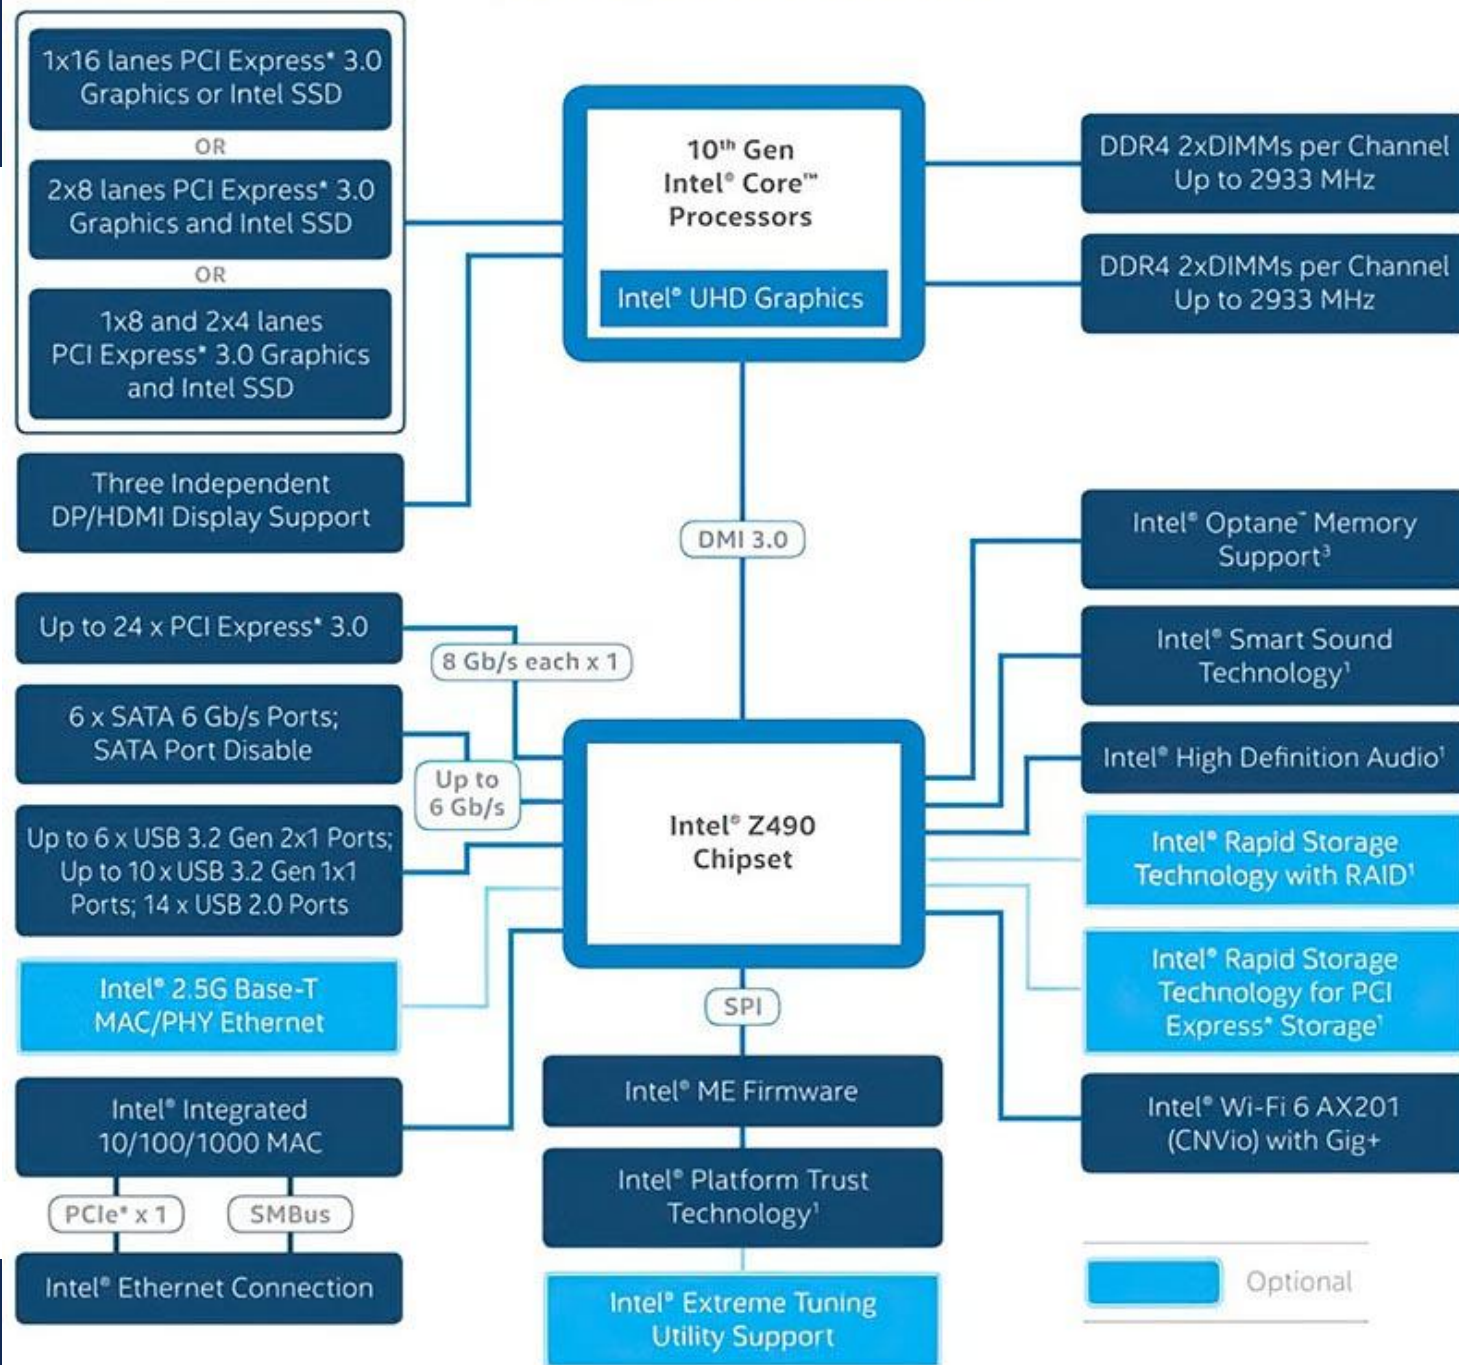 1x16 lanes PCI Express* 3.0
Graphics or Intel SSD
OR
2x8 lanes PCI Express* 3.0
Graphics and Intel SSD
OR
1x8 and 2x4 lanes
PCI Express* 3.0 Graphics
and Intel SSD
Three Independent
DP/HDMI Display Support
10th Gen
Intel® Core™
Processors
Intel® UHD Graphics
DDR4 2xDIMMs per Channel
Up to 2933 MHz
DDR4 2xDIMMs per Channel
Up to 2933 MHz
DMI 3.0
Up to 24 x PCI Express* 3.0
8 Gb/s each x 1
6 x SATA 6 Gb/s Ports;
SATA Port Disable
Up to
6 Gb/s
Up to 6 x USB 3.2 Gen 2x1 Ports;
Up to 10 x USB 3.2 Gen 1x1
Ports; 14 x USB 2.0 Ports
Intel® 2.5G Base-T
MAC/PHY Ethernet
Intel® Integrated
10/100/1000 MAC
PCIe* x 1
SMBus
Intel® Ethernet Connection
Intel® Z490
Chipset
SPI
Intel® ME Firmware
Intel® Platform Trust
Technology¹
Intel® Extreme Tuning
Utility Support
Intel® Optane™ Memory
Support³
Intel® Smart Sound
Technology¹
Intel® High Definition Audio¹
Intel® Rapid Storage
Technology with RAID¹
Intel® Rapid Storage
Technology for PCI
Express* Storage¹
Intel® Wi-Fi 6 AX201
(CNVio) with Gig+
Optional